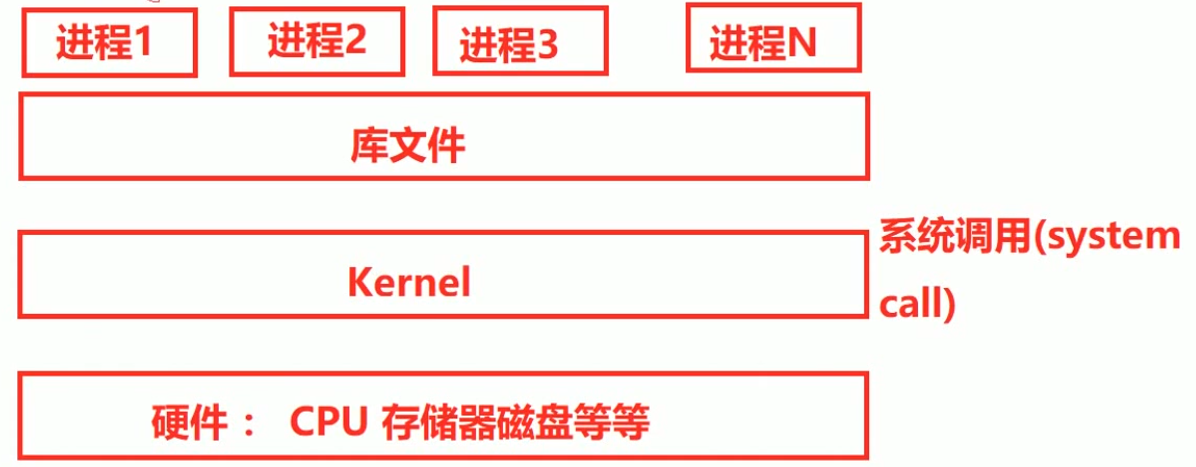 进程1 进程2 进程3 进程N
库文件
Kernel 系统调用(system
call)
硬件： CPU 存储器磁盘等等